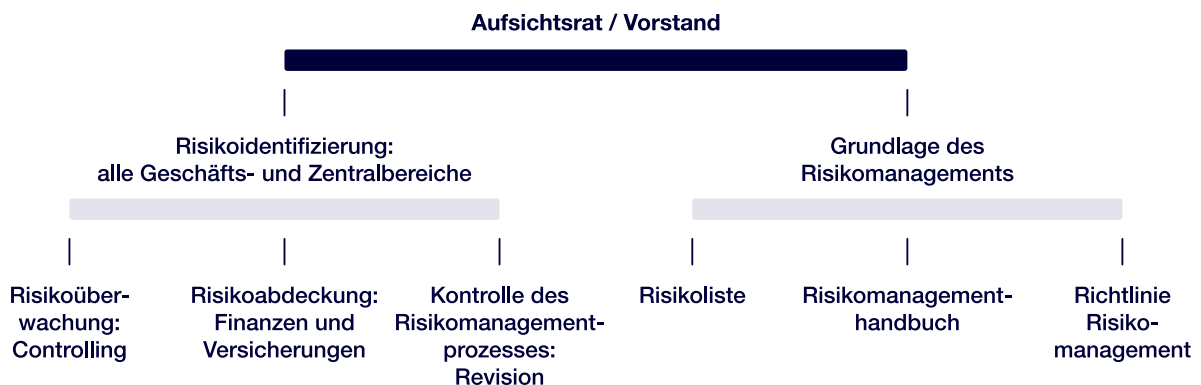 Aufsichtsrat / Vorstand
Risikoidentifizierung:
alle Geschäfts- und Zentralbereiche
Grundlage des
Risikomanagements
Risikoüber-
wachung:
Controlling
Risikoabdeckung:
Finanzen und
Versicherungen
Kontrolle des
Risikomanagement-
prozesses:
Revision
Risikoliste
Risikomanagement-
handbuch
Richtlinie
Risiko-
management